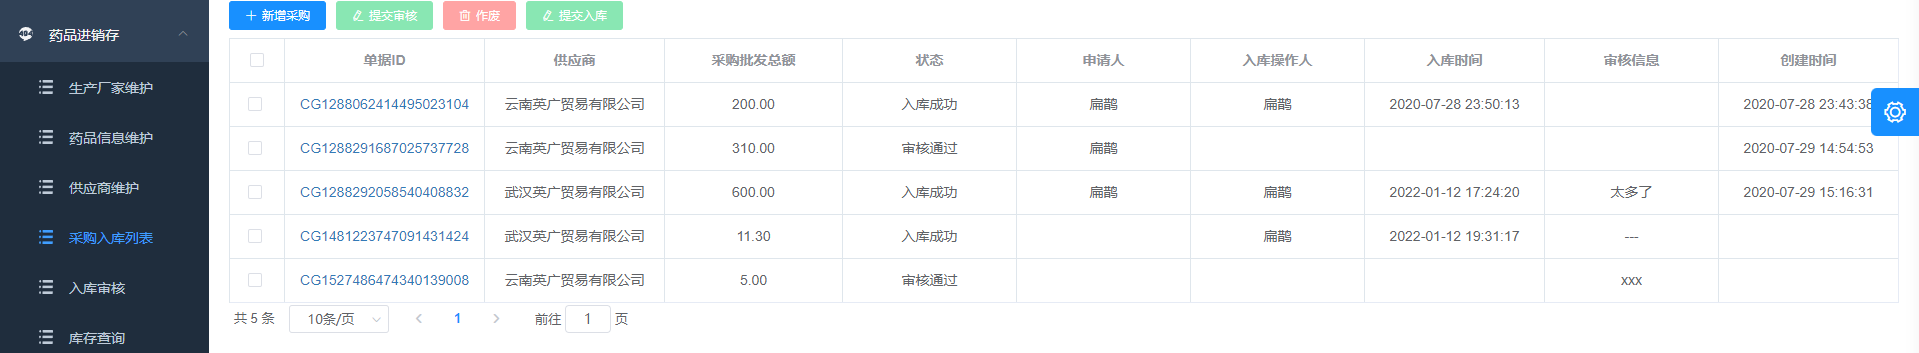 药品进销存
生产厂家维护
药品信息维护
供应商维护
采购入库列表
入库审核
库存查询
新增采购 提交审核 作废 提交入库
单据ID 供应商 采购批发总额 状态 申请人 入库操作人 入库时间 审核信息 创建时间
CG1288062414495023104 云南英广贸易有限公司 200.00 入库成功 扁鹊 扁鹊 2020-07-28 23:50:13 2020-07-28 23:43:38
CG1288291687025737728 云南英广贸易有限公司 310.00 审核通过 扁鹊 2020-07-29 14:54:53
CG1288292058540408832 武汉英广贸易有限公司 600.00 入库成功 扁鹊 扁鹊 2022-01-12 17:24:20 太多了 2020-07-29 15:16:31
CG1481223747091431424 武汉英广贸易有限公司 11.30 入库成功 扁鹊 2022-01-12 19:31:17 ---
CG1527486474340139008 云南英广贸易有限公司 5.00 审核通过 xxx
共 5 条 10条/页 1 前往 1 页